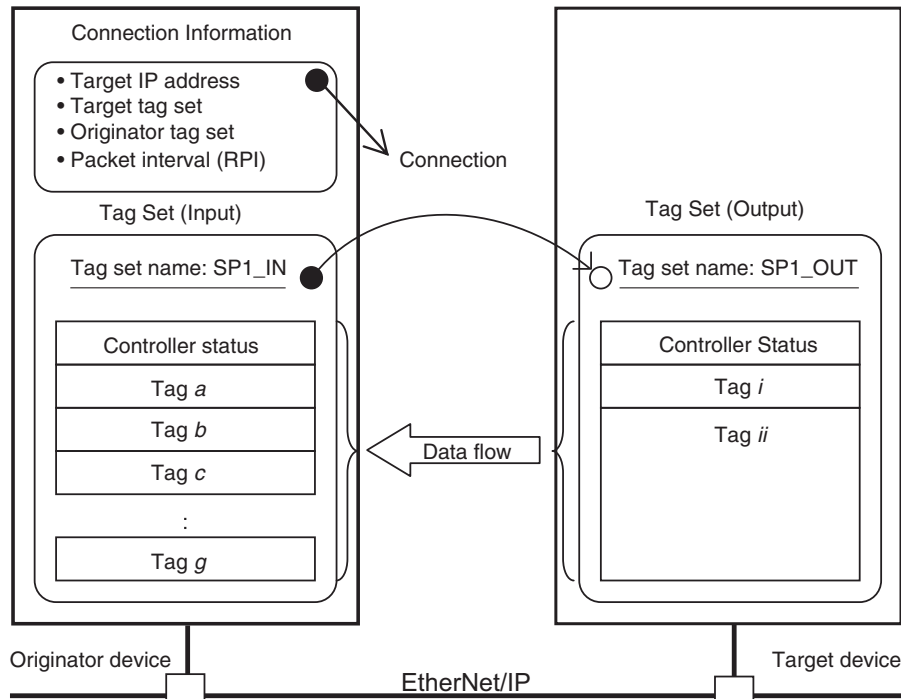 Connection Information
• Target IP address
• Target tag set
• Originator tag set
• Packet interval (RPI)
Connection
Tag Set (Input)
Tag Set (Output)
Tag set name: SP1_IN
Tag set name: SP1_OUT
Controller status
Tag a
Tag b
Tag c
:
Tag g
Data flow
Controller Status
Tag i
Tag ii
Originator device
EtherNet/IP
Target device